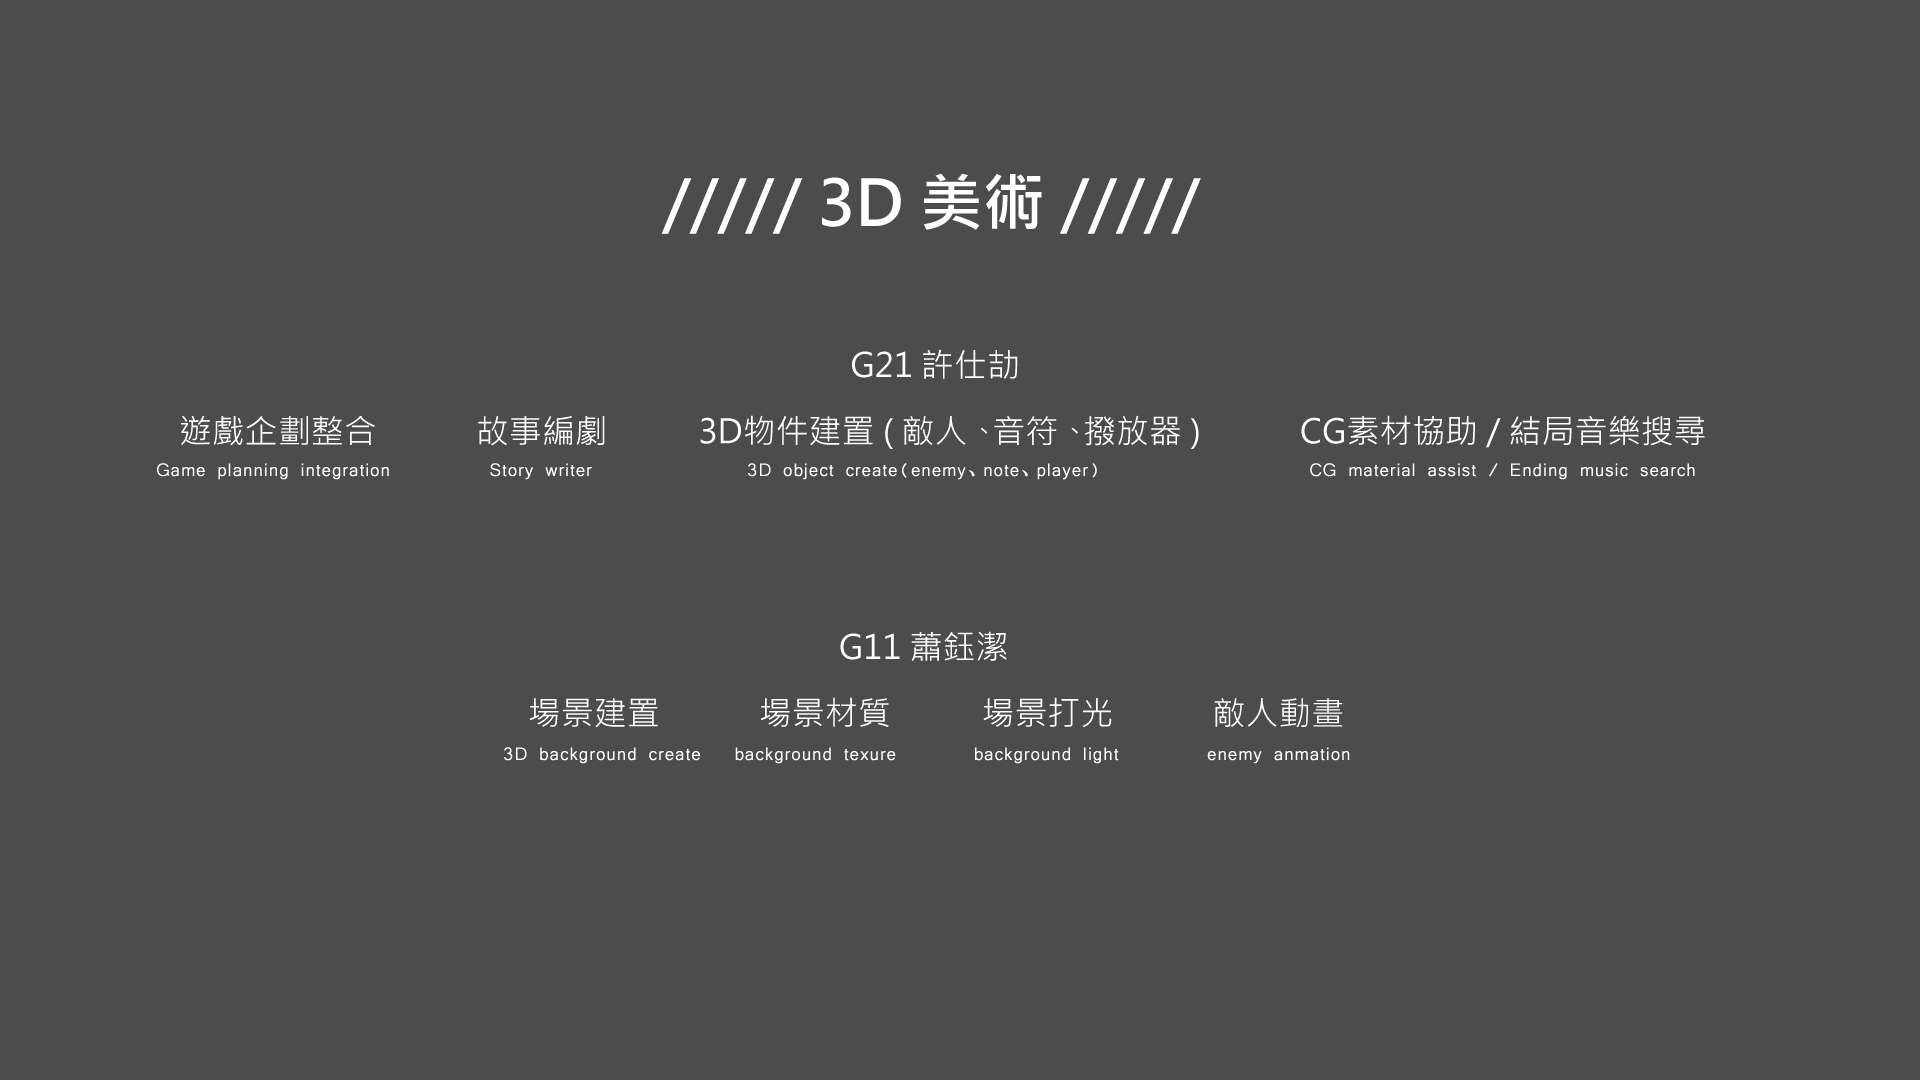 ///// 3D 美術 /////
G21 許仕劼
遊戲企劃整合 故事編劇 3D物件建置 ( 敵人、音符、撥放器 ) CG素材協助 / 結局音樂搜尋
Game planning integration Story writer 3D object create(enemy、note、player) CG material assist / Ending music search
G11 蕭鈺潔
場景建置 場景材質 場景打光 敵人動畫
3D background create background texure background light enemy anmation